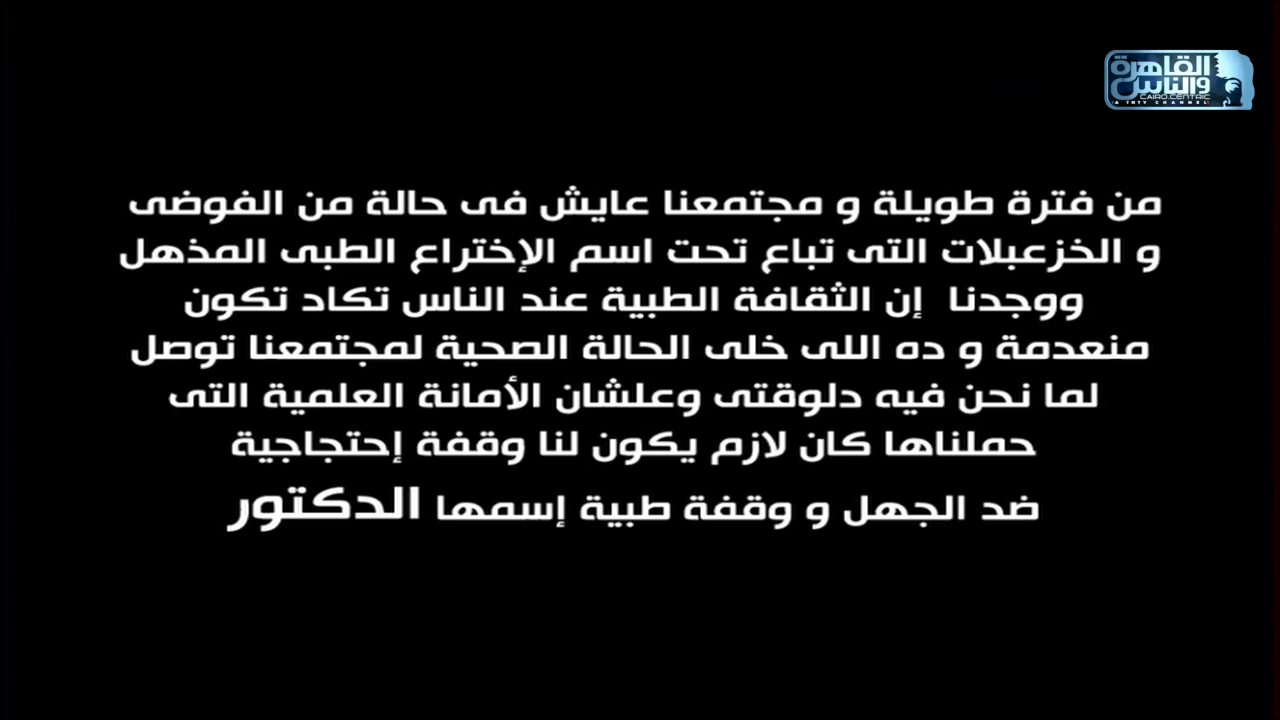 القاهرة
والناس
CAIRO.CENTRIC
A TNTV CHANNEL
من فترة طويلة و مجتمعنا عايش فى حالة من الفوضى
و الخزعبلات التى تباع تحت اسم الإختراع الطبى المذهل
ووجدنا إن الثقافة الطبية عند الناس تكاد تكون
منعدمة و ده اللى خلى الحالة الصحية لمجتمعنا توصل
لما نحن فيه دلوقتى وعلشان الأمانة العلمية التى
حملناها كان لازم يكون لنا وقفة إحتجاجية
ضد الجهل و وقفة طبية إسمها الدكتور